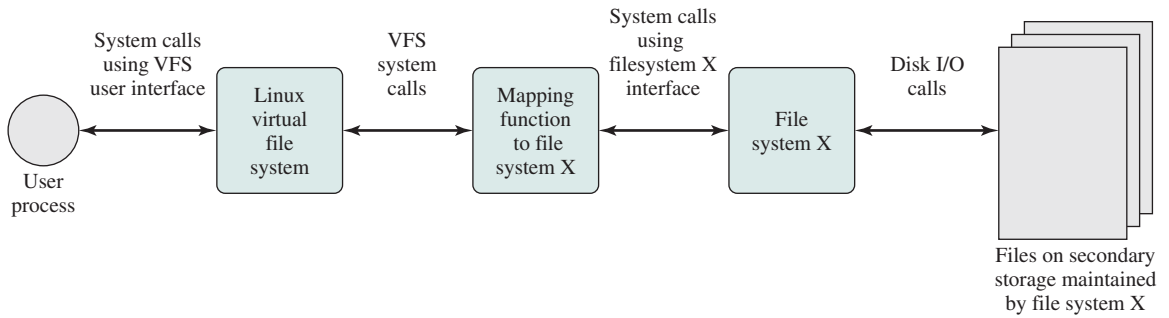 System calls
using VFS
user interface
VFS
system
calls
System calls
using
filesystem X
interface
Disk I/O
calls
Linux
virtual
file
system
Mapping
function
to file
system X
File
system X
User
process
Files on secondary
storage maintained
by file system X